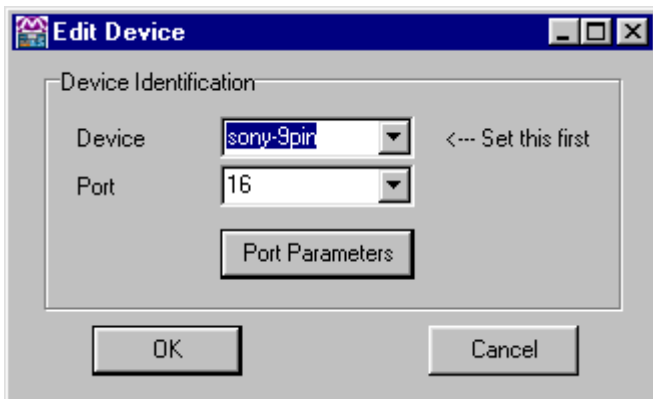 Edit Device
Device Identification
Device sony-9pin <--- Set this first
Port 16
Port Parameters
OK Cancel